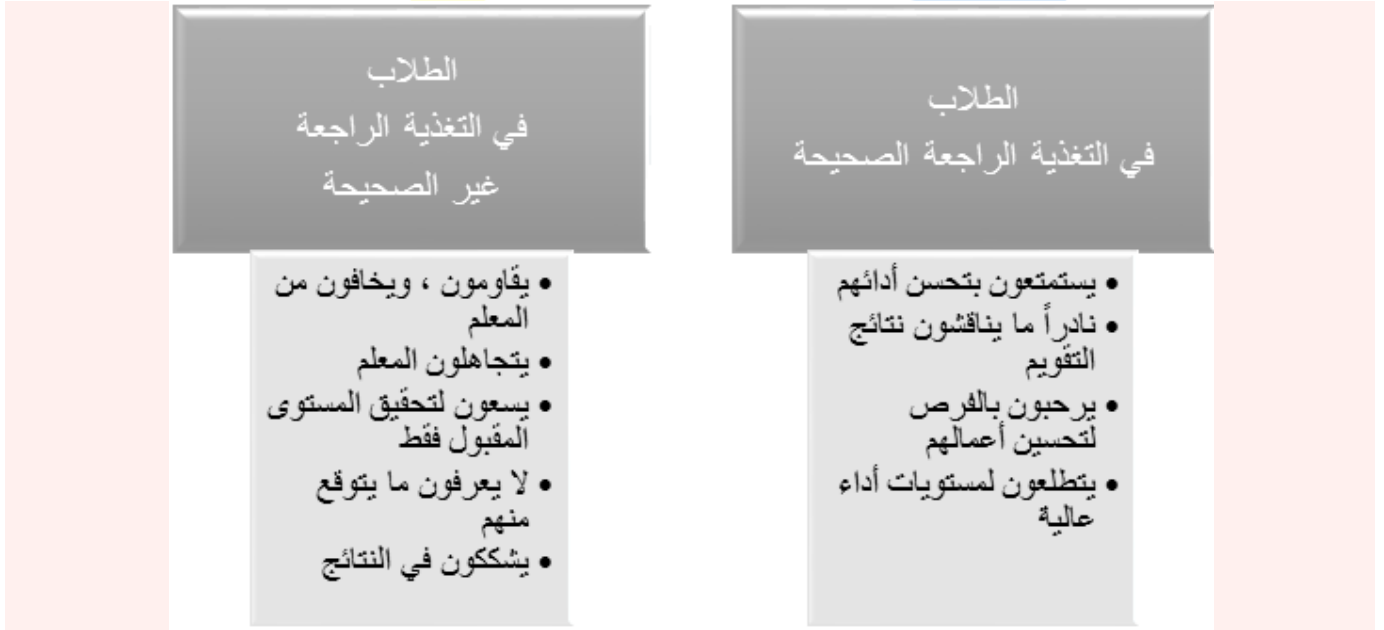 الطلاب
في التغذية الراجعة الصحيحة
• يستمتعون بتحسن أدائهم
• نادراً ما يناقشون نتائج
التقويم
• يرحبون بالفرص
لتحسين أعمالهم
• يتطلعون لمستويات أداء
عالية
الطلاب
في التغذية الراجعة
غير الصحيحة
• يقاومون ، ويخافون من
المعلم
• يتجاهلون المعلم
• يسعون لتحقيق المستوى
المقبول فقط
• لا يعرفون ما يتوقع
منهم
• يشككون في النتائج